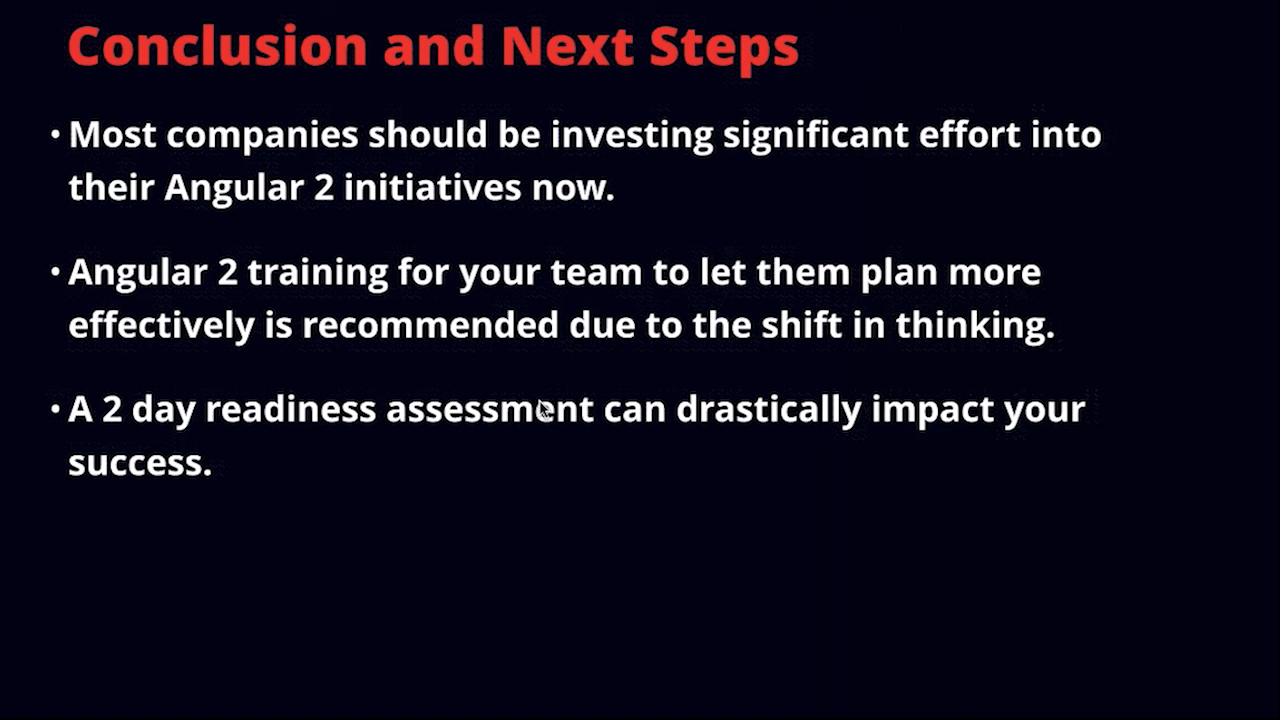 Conclusion and Next Steps
• Most companies should be investing significant effort into
their Angular 2 initiatives now.
• Angular 2 training for your team to let them plan more
effectively is recommended due to the shift in thinking.
• A 2 day readiness assessment can drastically impact your
success.